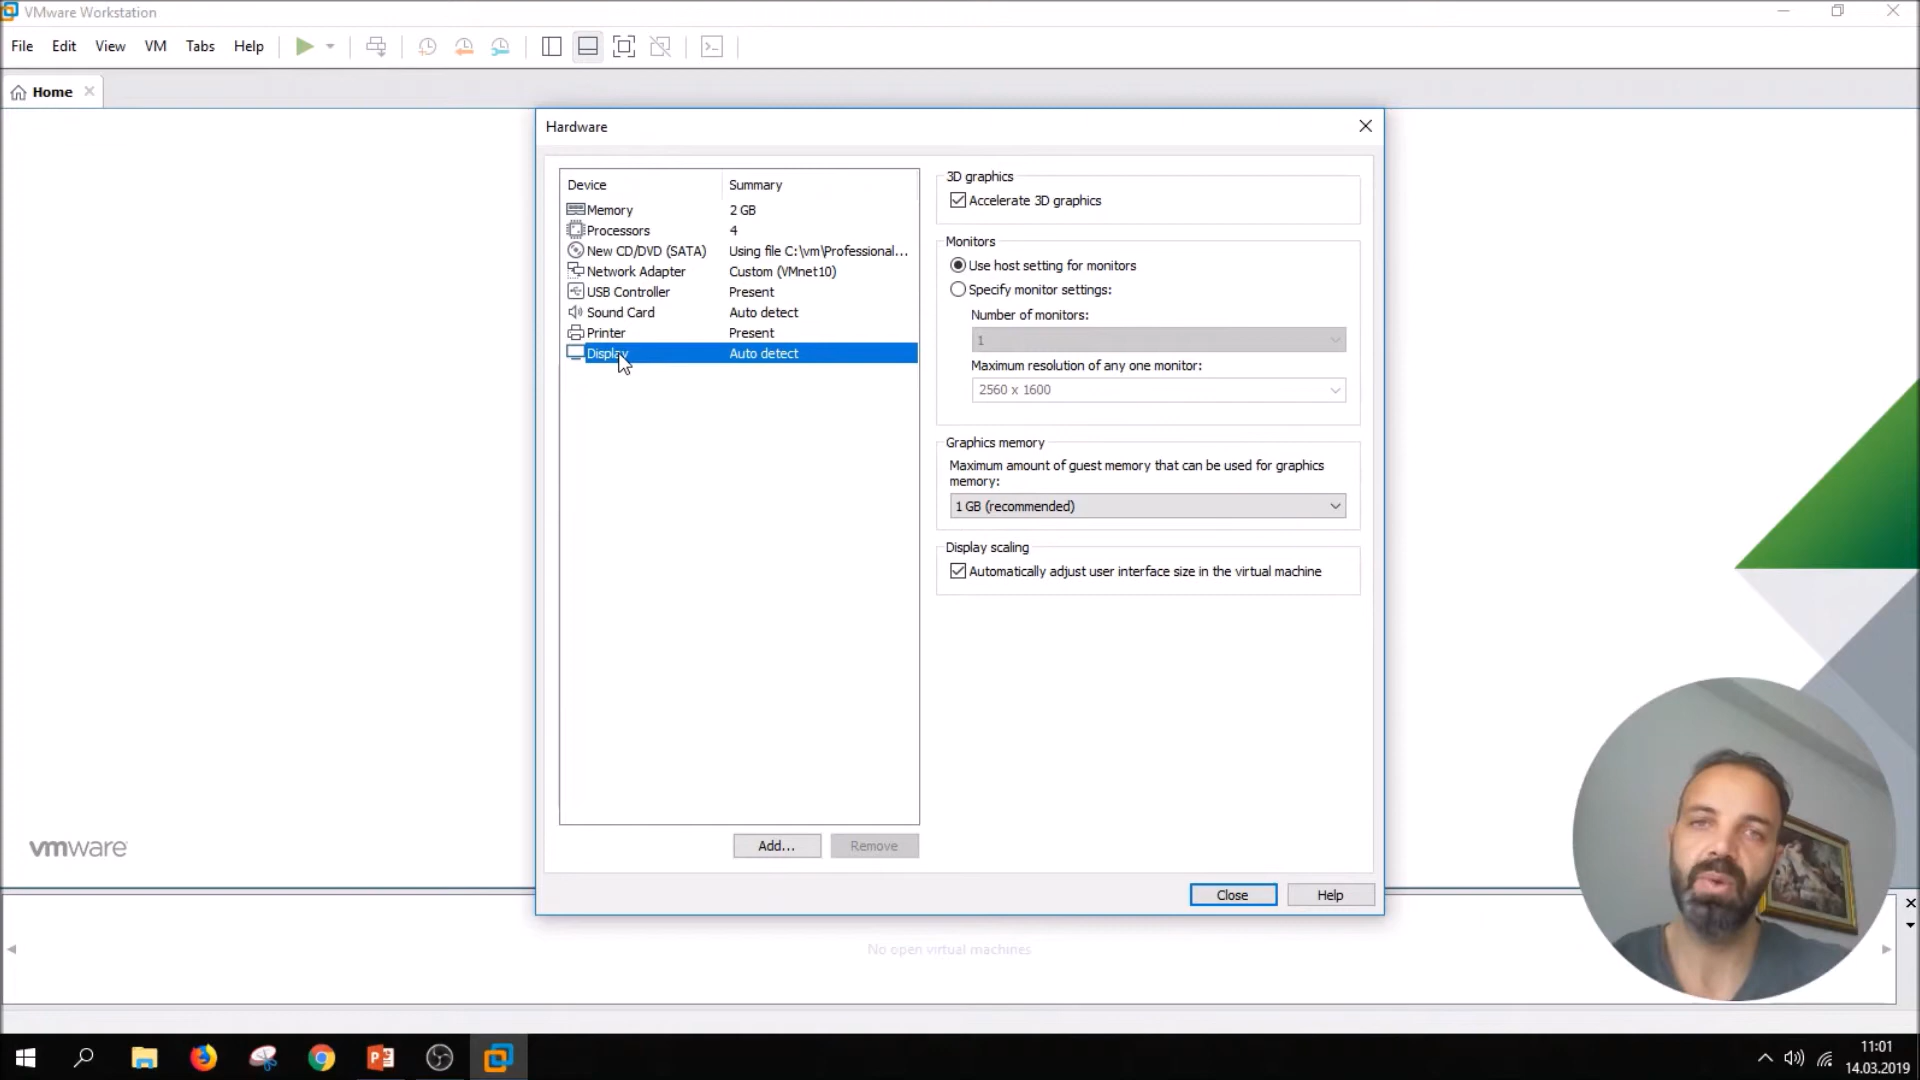 VMware Workstation
File Edit View VM Tabs Help
Home
Hardware
Device Summary
Memory 2 GB
Processors 4
New CD/DVD (SATA) Using file C:\vm\Professional...
Network Adapter Custom (VMnet10)
USB Controller Present
Sound Card Auto detect
Printer Present
Display Auto detect
Add... Remove
3D graphics
Accelerate 3D graphics
Monitors
Use host setting for monitors
Specify monitor settings:
Number of monitors:
1
Maximum resolution of any one monitor:
2560 x 1600
Graphics memory
Maximum amount of guest memory that can be used for graphics
memory:
1 GB (recommended)
Display scaling
Automatically adjust user interface size in the virtual machine
Close Help
vmware
No open virtual machines
11:01
14.03.2019